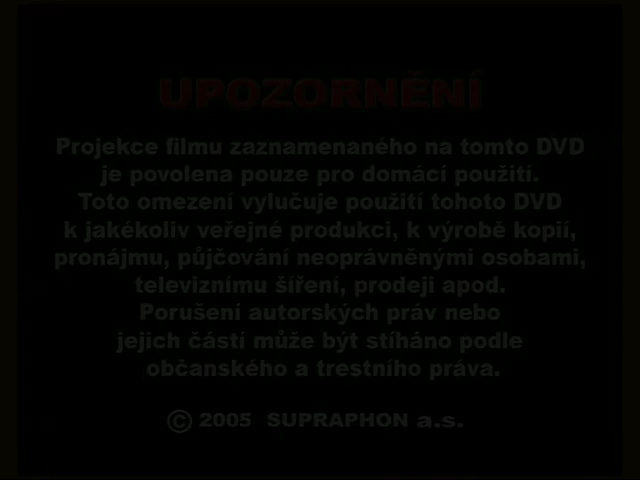 UPOZORNĚNÍ
Projekce filmu zaznamenaného na tomto DVD
je povolena pouze pro domácí použití.
Toto omezení vylučuje použití tohoto DVD
k jakékoliv veřejné produkci, k výrobě kopií,
pronájmu, půjčování neoprávněnými osobami,
televiznímu šíření, prodeji apod.
Porušení autorských práv nebo
jejich částí může být stíháno podle
občanského a trestního práva.
© 2005 SUPRAPHON a.s.